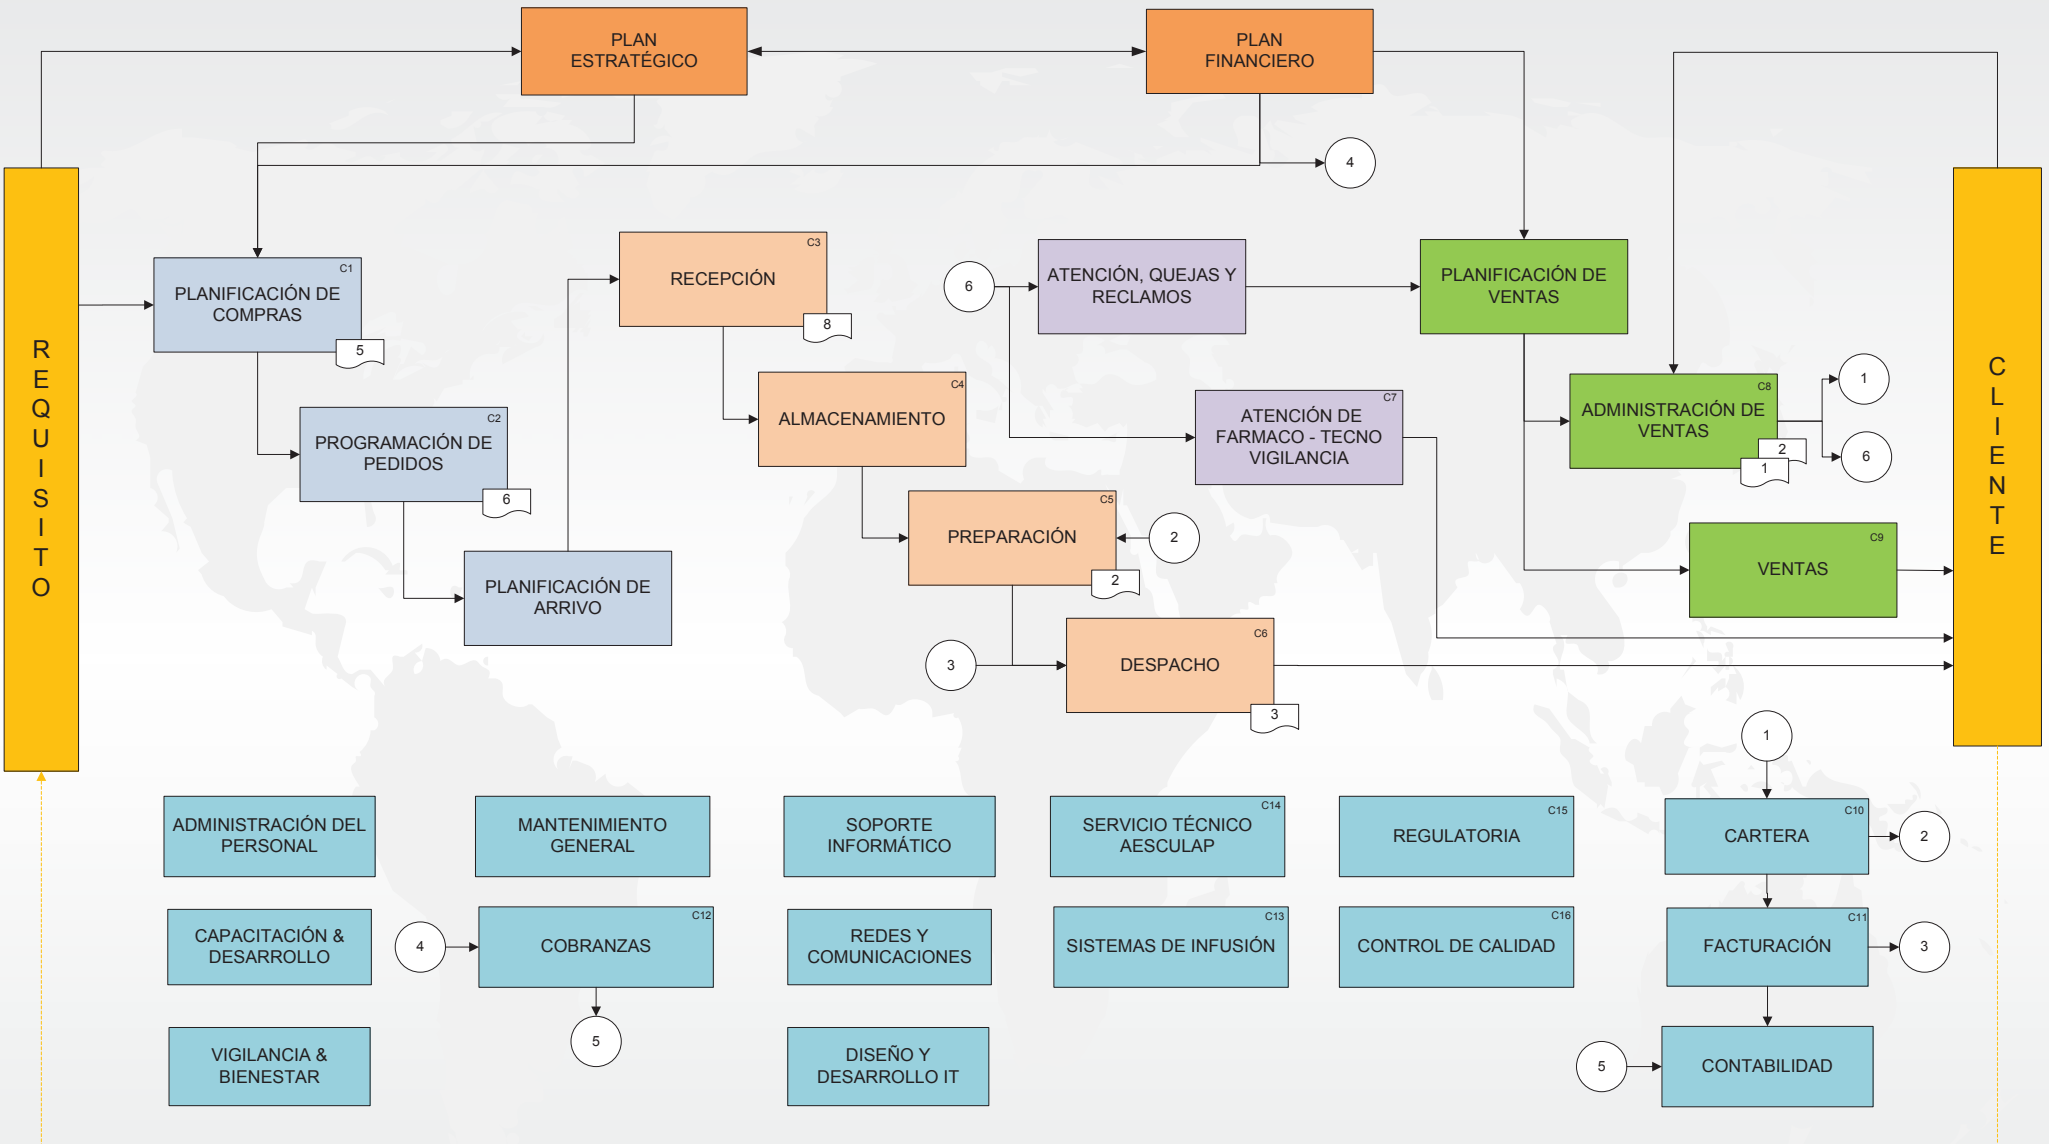 PLAN
ESTRATÉGICO
PLAN
FINANCIERO
4
REQUISITO
C1
PLANIFICACIÓN DE
COMPRAS
5
C2
PROGRAMACIÓN DE
PEDIDOS
6
PLANIFICACIÓN DE
ARRIVO
C3
RECEPCIÓN
8
C4
ALMACENAMIENTO
C5
PREPARACIÓN
2
2
3
C6
DESPACHO
3
6
ATENCIÓN, QUEJAS Y
RECLAMOS
C7
ATENCIÓN DE
FARMACO - TECNO
VIGILANCIA
PLANIFICACIÓN DE
VENTAS
C8
ADMINISTRACIÓN DE
VENTAS
2
1
1
6
C9
VENTAS
CLIENTE
ADMINISTRACIÓN DEL
PERSONAL
MANTENIMIENTO
GENERAL
SOPORTE
INFORMÁTICO
C14
SERVICIO TÉCNICO
AESCULAP
C15
REGULATORIA
1
C10
CARTERA
2
CAPACITACIÓN &
DESARROLLO
4
C12
COBRANZAS
5
REDES Y
COMUNICACIONES
C13
SISTEMAS DE INFUSIÓN
C16
CONTROL DE CALIDAD
C11
FACTURACIÓN
3
VIGILANCIA &
BIENESTAR
DISEÑO Y
DESARROLLO IT
5
CONTABILIDAD